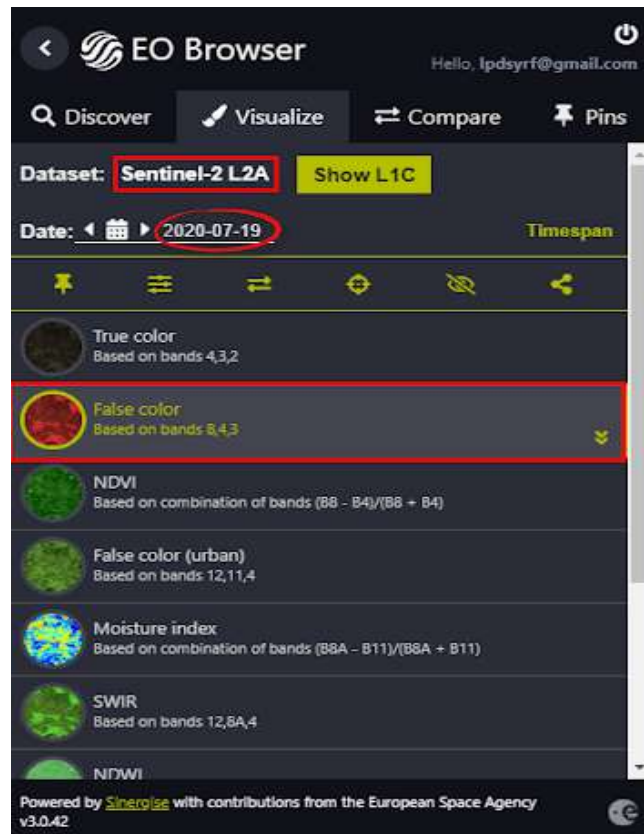 EO Browser
Hello, lpdsyrf@gmail.com
Discover Visualize Compare Pins
Dataset: Sentinel-2 L2A Show L1C
Date: 2020-07-19 Timespan
True color
Based on bands 4,3,2
False color
Based on bands 8,4,3
NDVI
Based on combination of bands (B8 - B4)/(B8 + B4)
False color (urban)
Based on bands 12,11,4
Moisture index
Based on combination of bands (B8A - B11)/(B8A + B11)
SWIR
Based on bands 12,8A,4
NDWI
Powered by Sinergise with contributions from the European Space Agency
v3.0.42